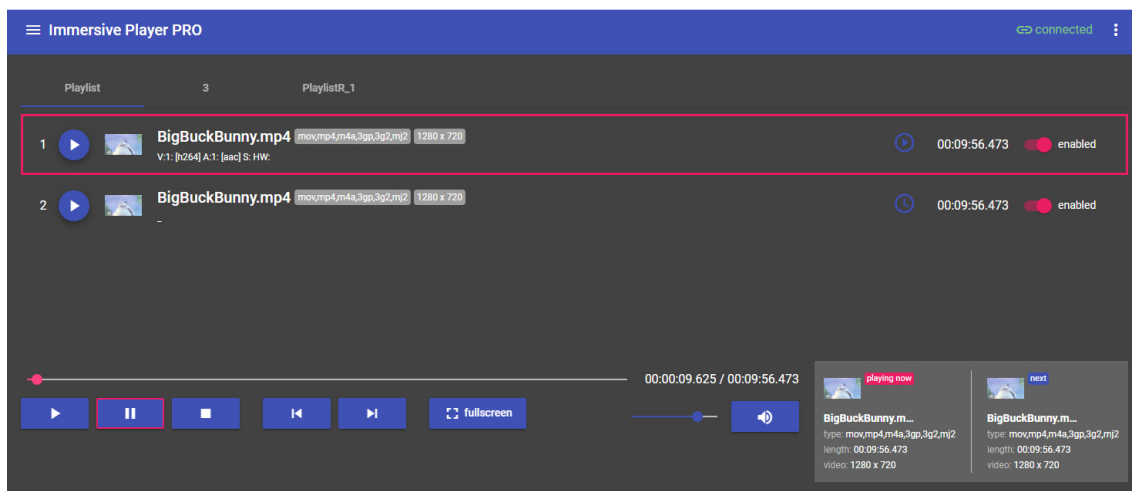 Immersive Player PRO
connected
Playlist 3 PlaylistR_1
1 BigBuckBunny.mp4 mov,mp4,m4a,3gp,3g2,mj2 1280 x 720 00:09:56.473 enabled
V:1: [h264] A:1: [aac] S: HW:
2 BigBuckBunny.mp4 mov,mp4,m4a,3gp,3g2,mj2 1280 x 720 00:09:56.473 enabled
-
00:00:09.625 / 00:09:56.473
fullscreen
playing now
BigBuckBunny.m...
type: mov,mp4,m4a,3gp,3g2,mj2
length: 00:09:56.473
video: 1280 x 720
next
BigBuckBunny.m...
type: mov,mp4,m4a,3gp,3g2,mj2
length: 00:09:56.473
video: 1280 x 720